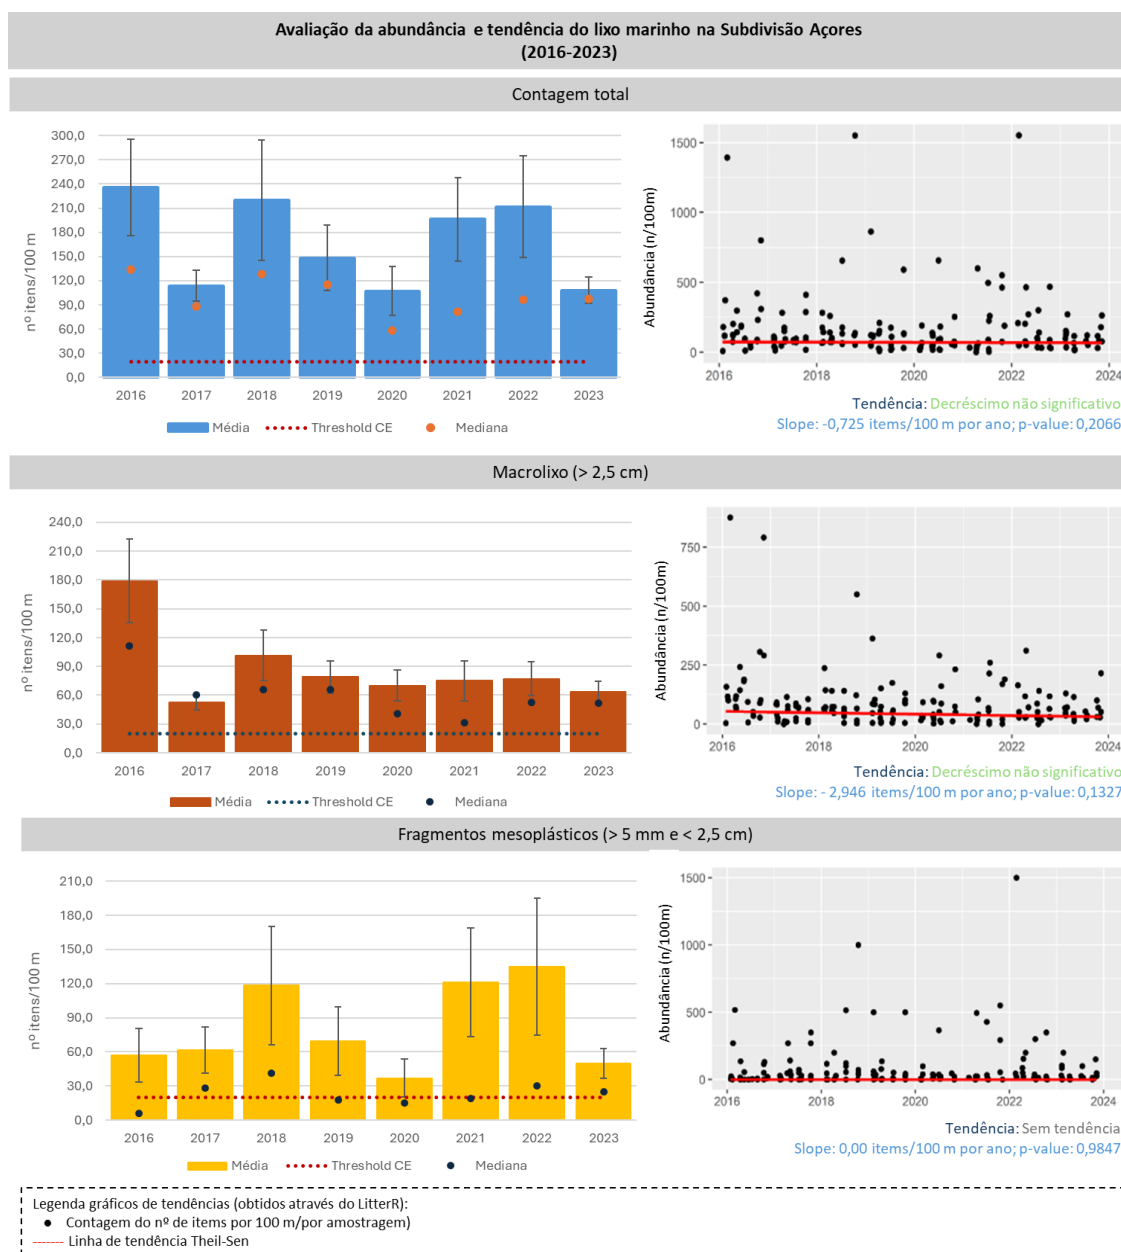 Avaliação da abundância e tendência do lixo marinho na Subdivisão Açores
(2016-2023)
Contagem total
nº itens/100 m
300,0
270,0
240,0
210,0
180,0
150,0
120,0
90,0
60,0
30,0
0,0
2016 2017 2018 2019 2020 2021 2022 2023
Média Threshold CE Mediana
Abundância (n/100m)
1500
1000
500
0
2016 2018 2020 2022 2024
Tendência: Decréscimo não significativo
Slope: -0,725 items/100 m por ano; p-value: 0,2066
Macrolixo (> 2,5 cm)
nº itens/100 m
240,0
210,0
180,0
150,0
120,0
90,0
60,0
30,0
0,0
2016 2017 2018 2019 2020 2021 2022 2023
Média Threshold CE Mediana
Abundância (n/100m)
750
500
250
0
2016 2018 2020 2022 2024
Tendência: Decréscimo não significativo
Slope: - 2,946 items/100 m por ano; p-value: 0,1327
Fragmentos mesoplásticos (> 5 mm e < 2,5 cm)
nº itens/100 m
210,0
180,0
150,0
120,0
90,0
60,0
30,0
0,0
2016 2017 2018 2019 2020 2021 2022 2023
Média Threshold CE Mediana
Abundância (n/100m)
1500
1000
500
0
2016 2018 2020 2022 2024
Tendência: Sem tendência
Slope: 0,00 items/100 m por ano; p-value: 0,9847
Legenda gráficos de tendências (obtidos através do LitterR):
Contagem do nº de items por 100 m/por amostragem)
Linha de tendência Theil-Sen